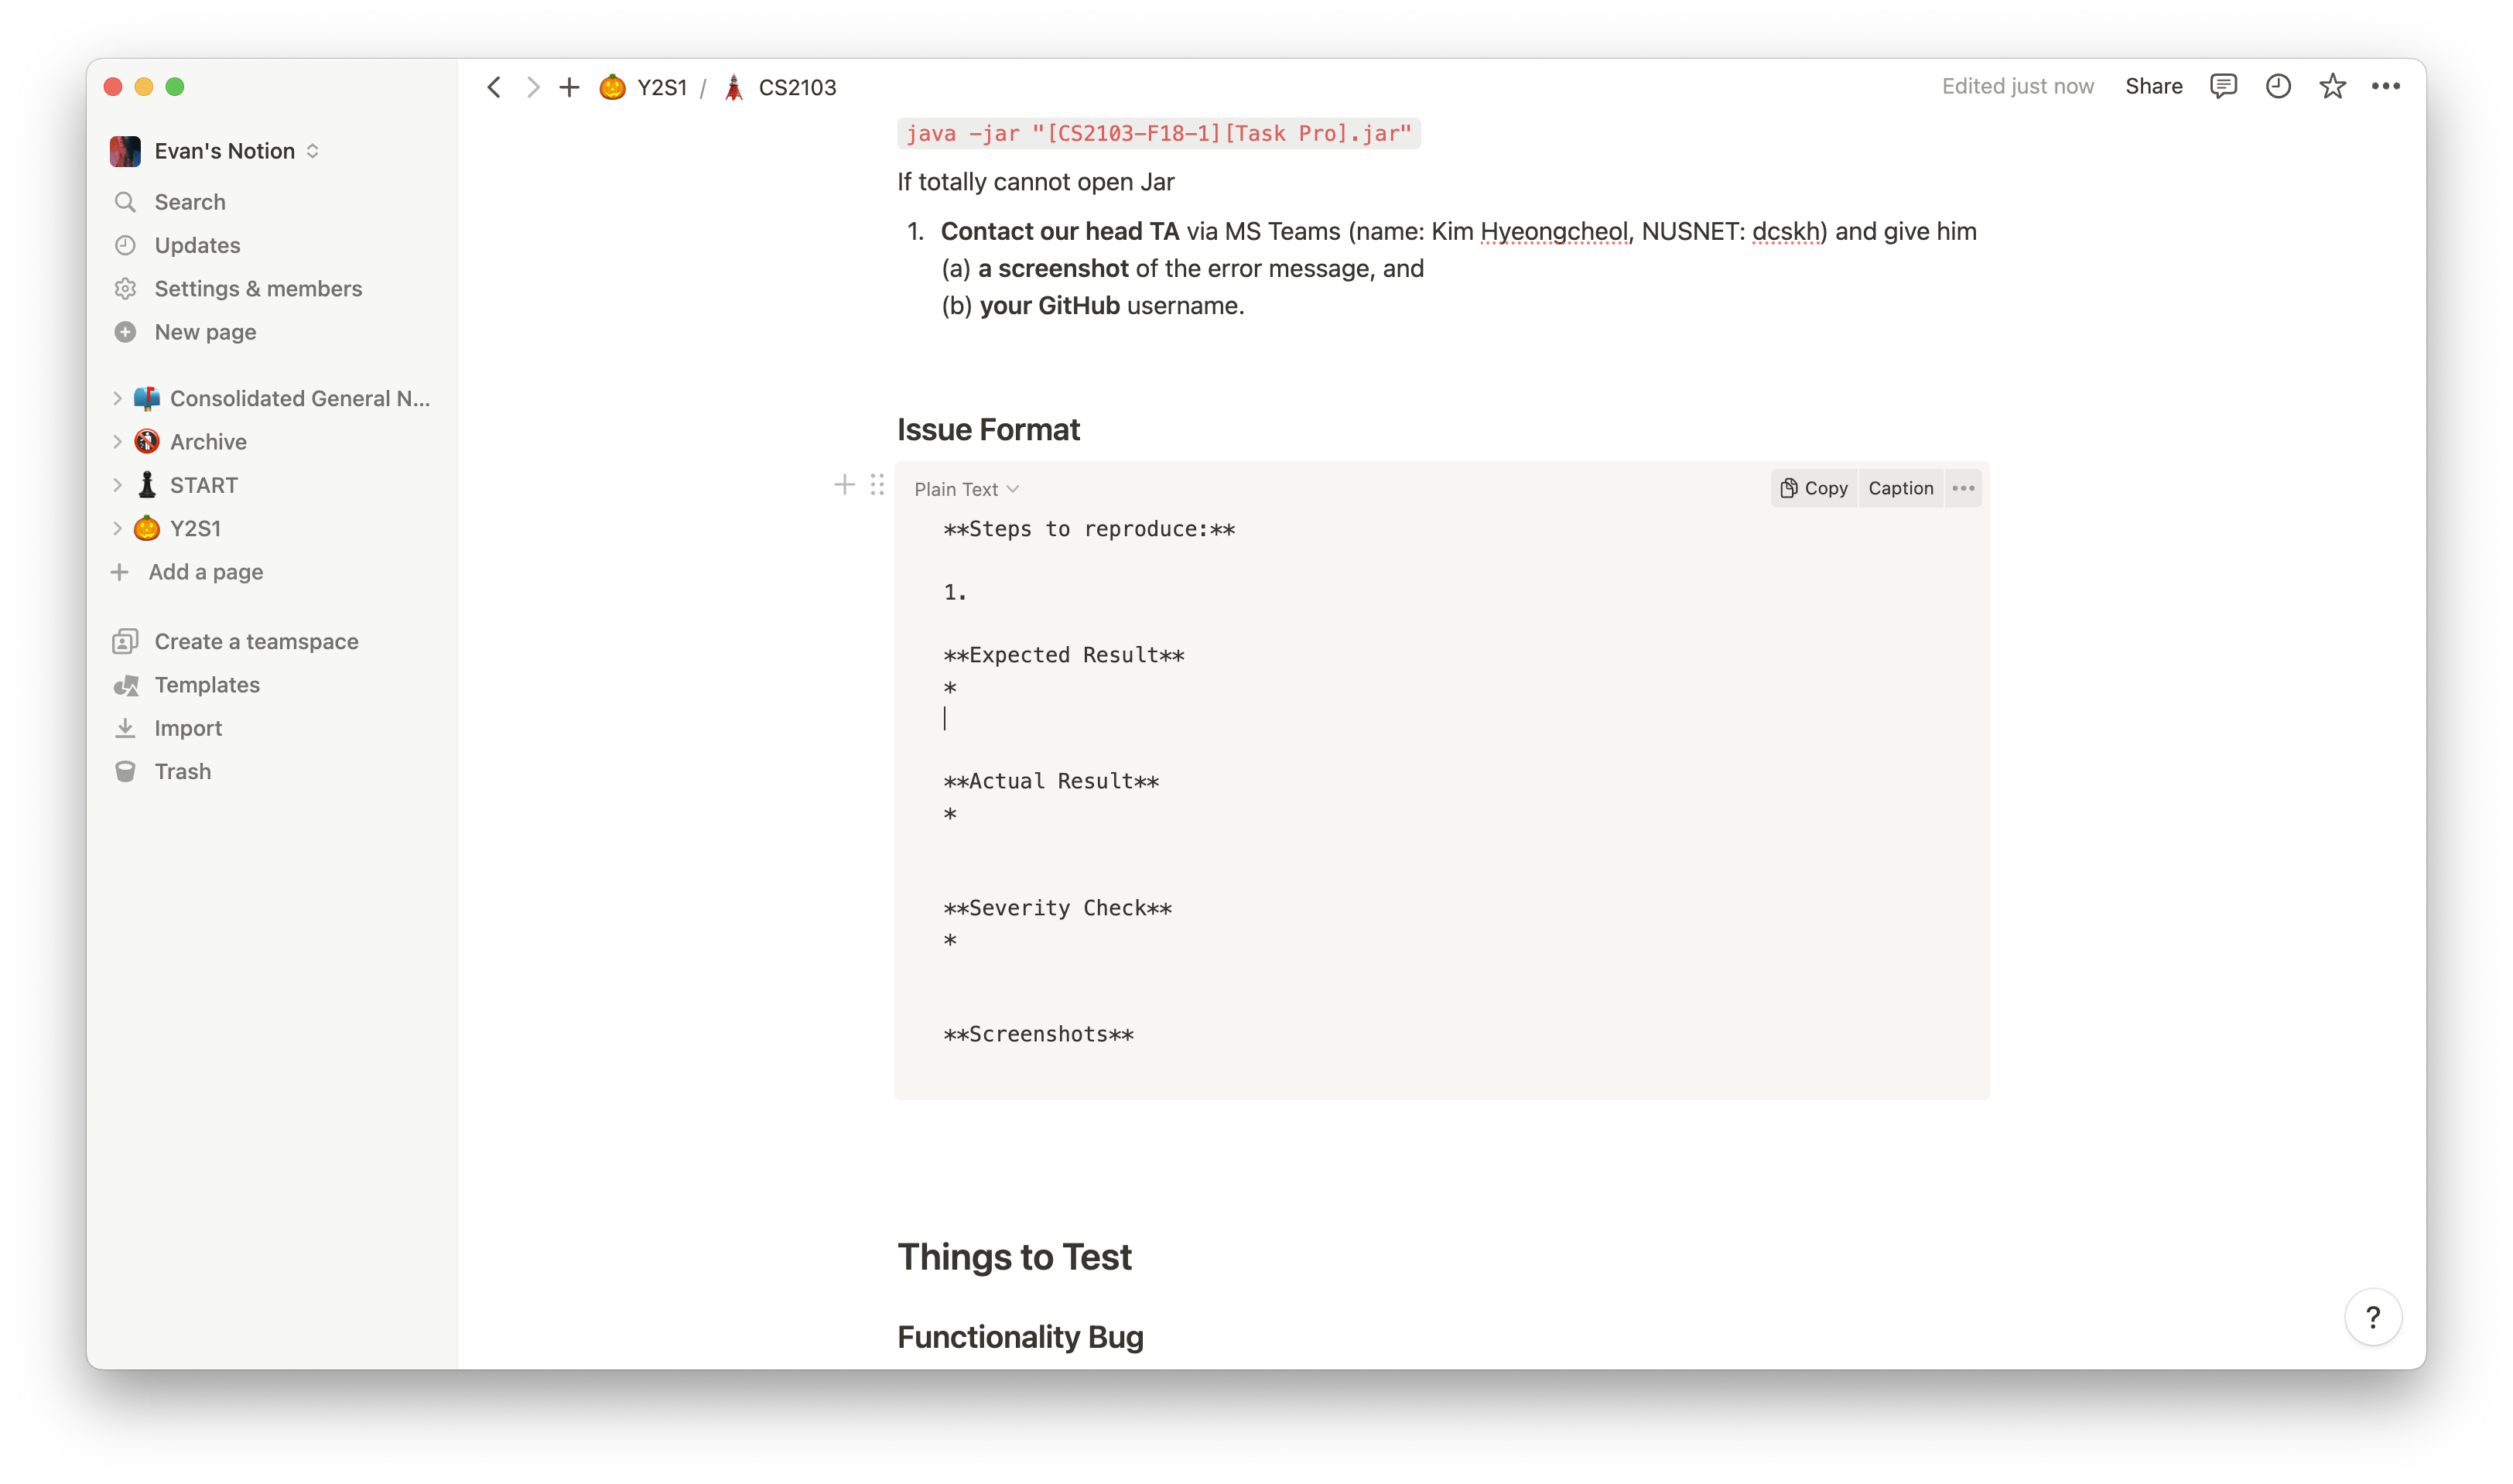 Evan's Notion
Search
Updates
Settings & members
New page
Consolidated General N...
Archive
START
Y2S1
Add a page
Create a teamspace
Templates
Import
Trash
Y2S1 / CS2103
Edited just now
Share
java -jar "[CS2103-F18-1][Task Pro].jar"
If totally cannot open Jar
1. Contact our head TA via MS Teams (name: Kim Hyeongcheol, NUSNET: dcskh) and give him
(a) a screenshot of the error message, and
(b) your GitHub username.
Issue Format
Plain Text
Copy Caption
**Steps to reproduce:**
1.
**Expected Result**
*
**Actual Result**
*
**Severity Check**
*
**Screenshots**
Things to Test
Functionality Bug
?